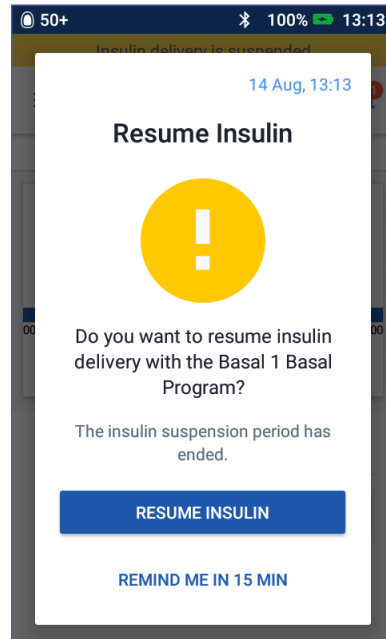 50+ 100% 13:13
Insulin delivery is suspended
14 Aug, 13:13
Resume Insulin
!
Do you want to resume insulin
delivery with the Basal 1 Basal
Program?
The insulin suspension period has
ended.
RESUME INSULIN
REMIND ME IN 15 MIN